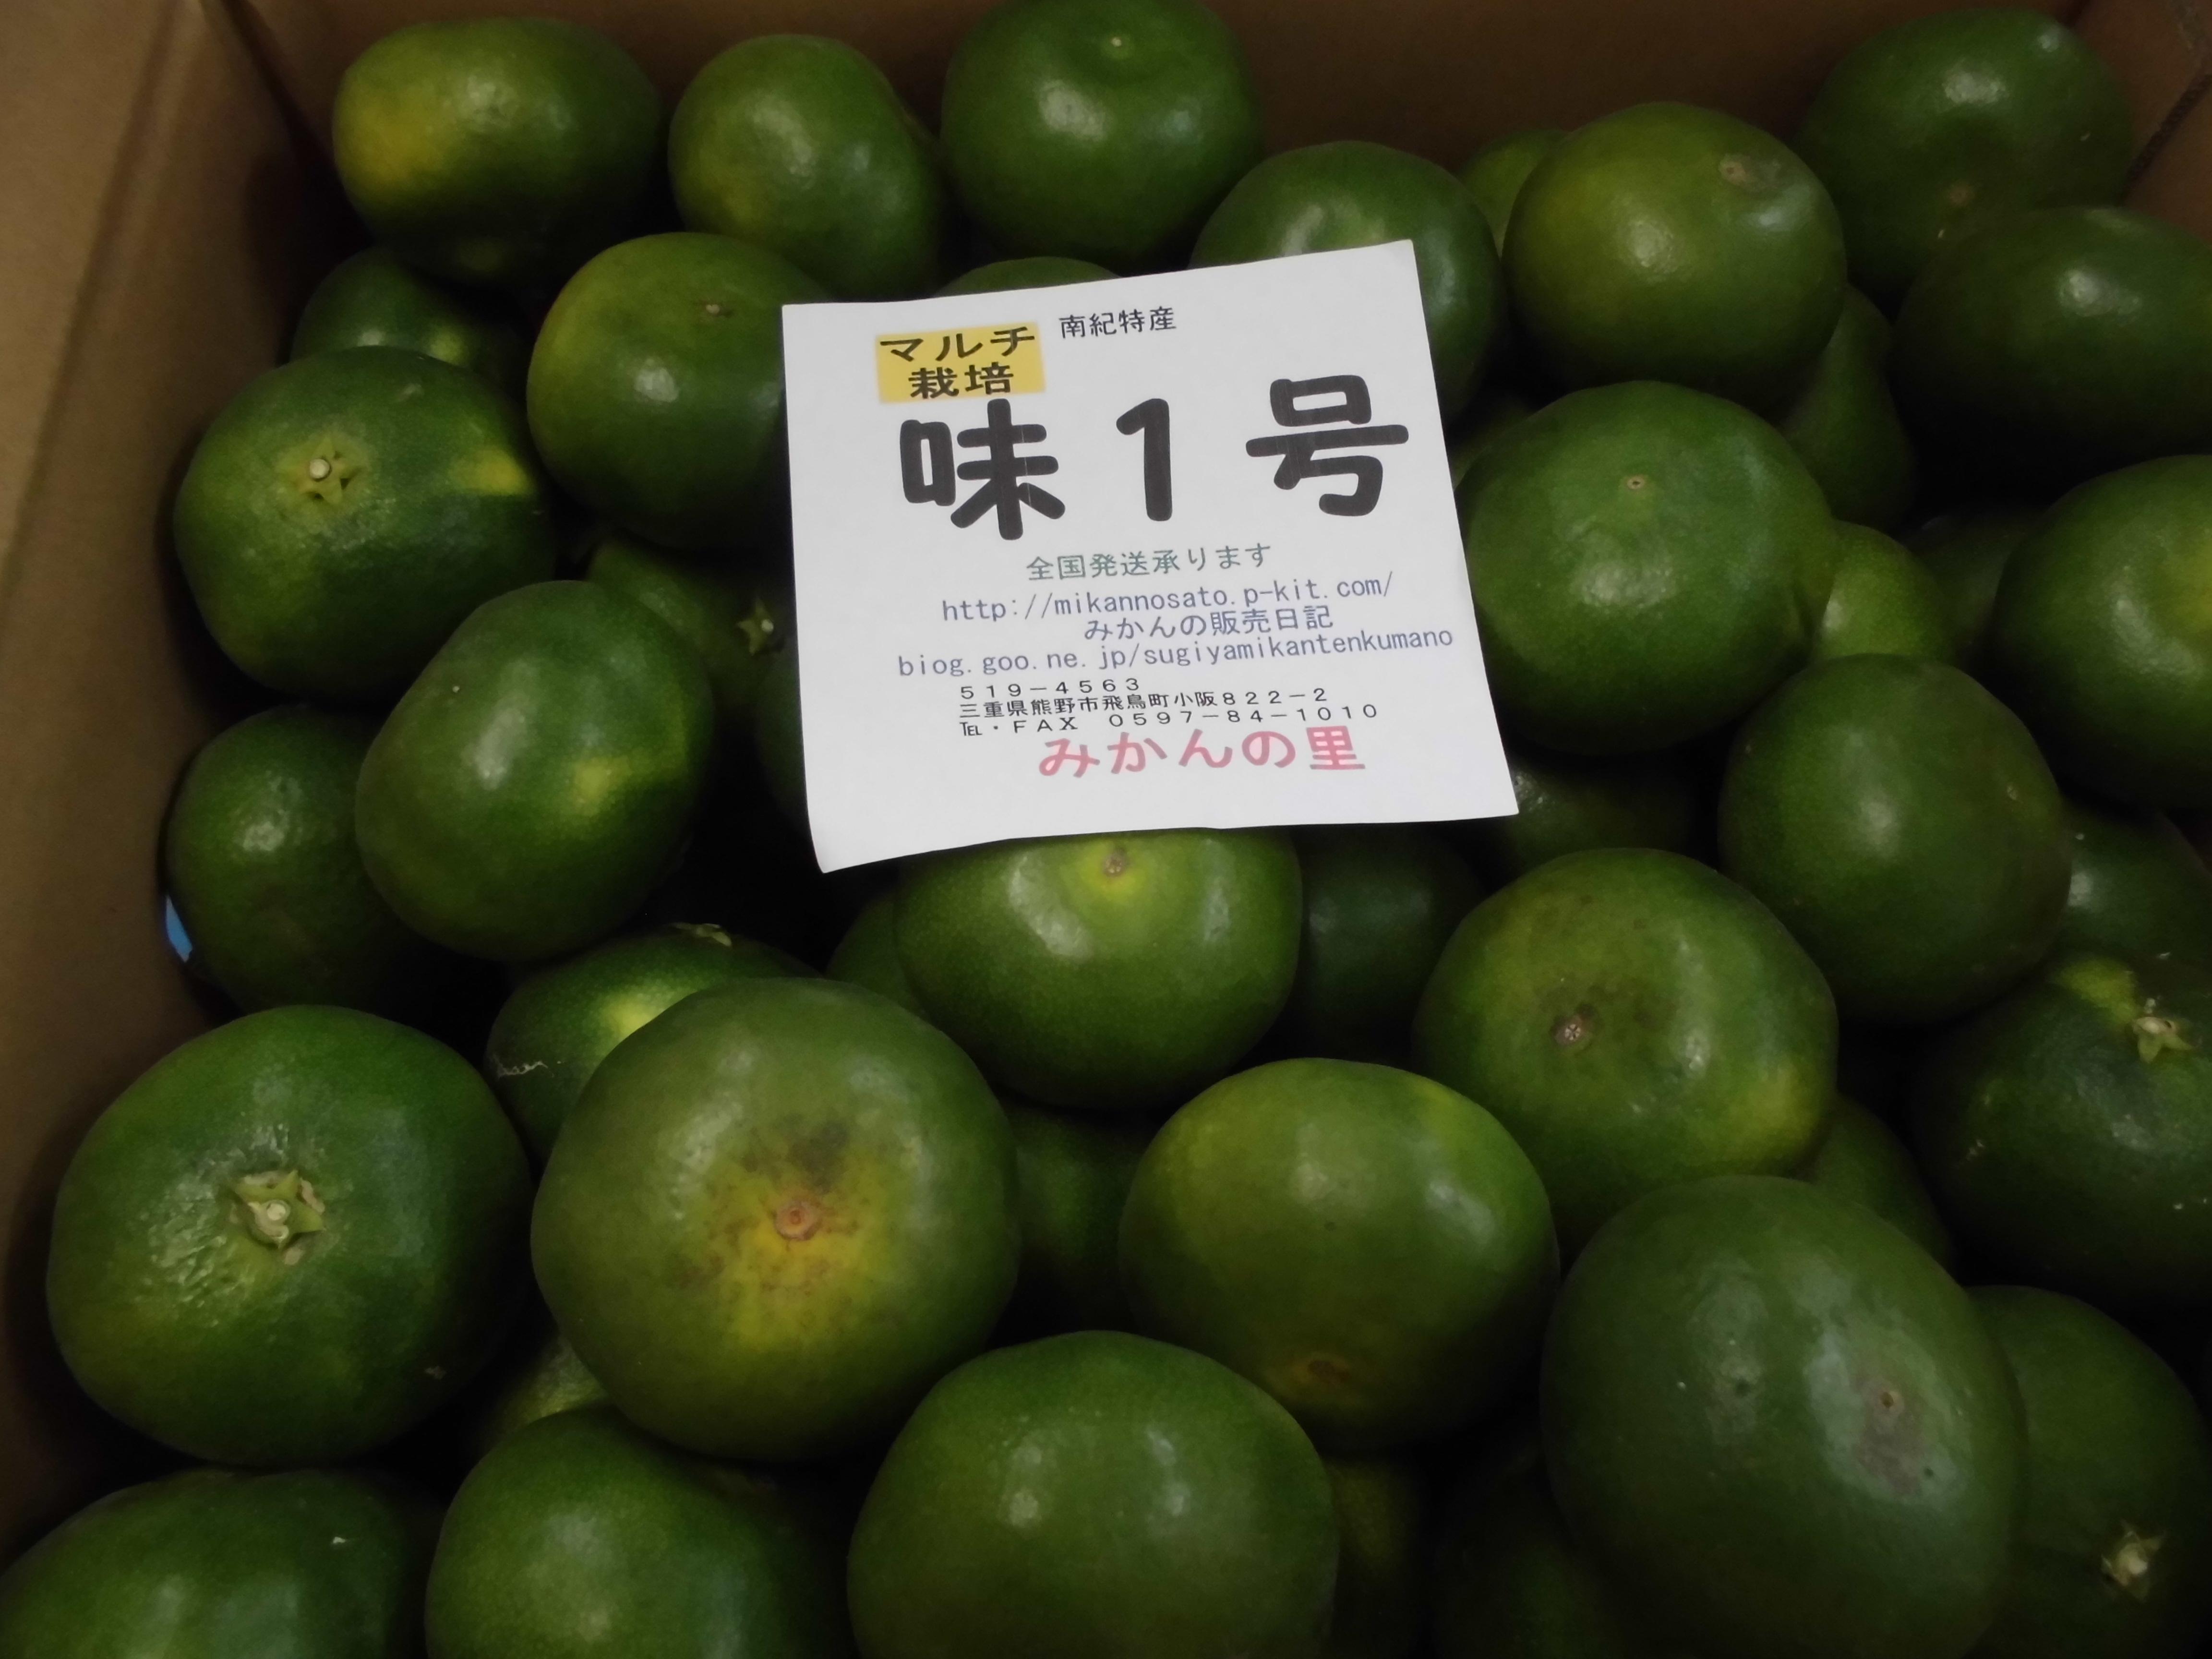 南紀特産
マルチ
栽培
味１号
全国発送承ります
http://mikannosato.p-kit.com/
みかんの販売日記
biog.goo.ne.jp/sugiyamikantenkumano
５１９－４５６３
三重県熊野市飛鳥町小阪８２２－２
℡・ＦＡＸ　０５９７－８４－１０１０
みかんの里